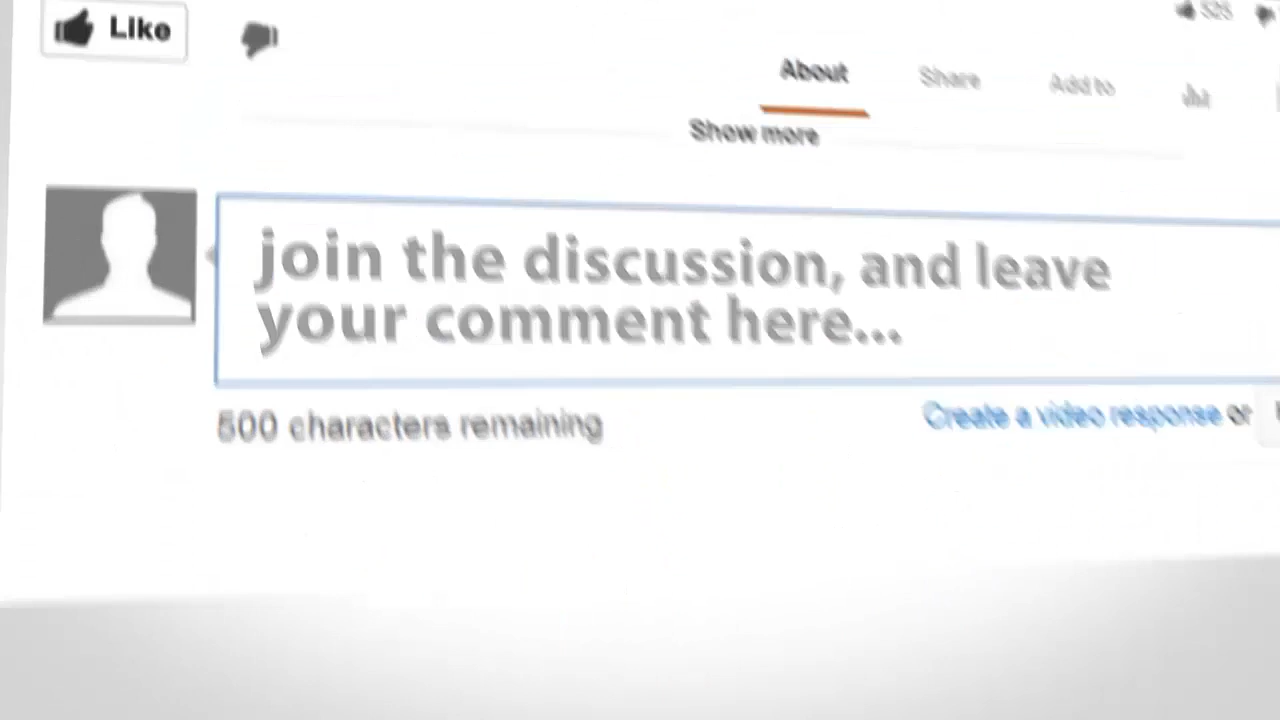 Like
525
About
Share
Add to
Show more
join the discussion, and leave
your comment here...
500 characters remaining
Create a video response or